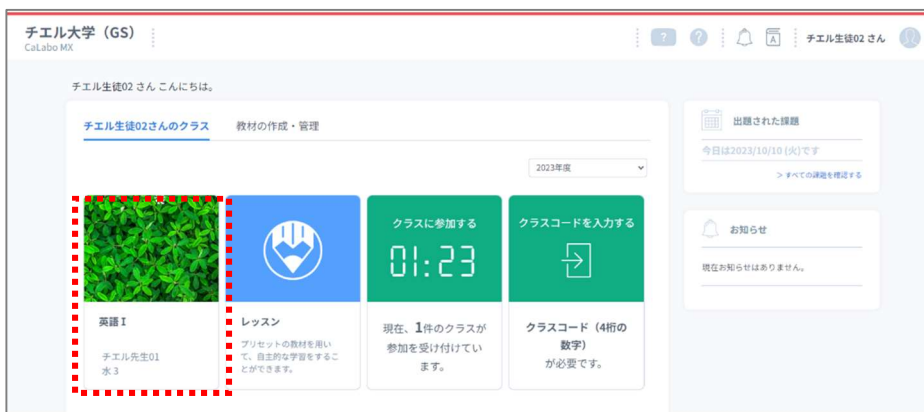 チエル大学（GS）
CaLabo MX
?
?
A
チエル生徒02 さん
チエル生徒02 さん こんにちは。
チエル生徒02さんのクラス
教材の作成・管理
2023年度
英語 I
チエル先生01
水 3
レッスン
プリセットの教材を用い
て、自主的な学習をするこ
とができます。
クラスに参加する
01:23
現在、1件のクラスが
参加を受け付けてい
ます。
クラスコードを入力する
クラスコード（4桁の
数字）
が必要です。
出題された課題
今日は2023/10/10 (火)です
> すべての課題を確認する
お知らせ
現在お知らせはありません。